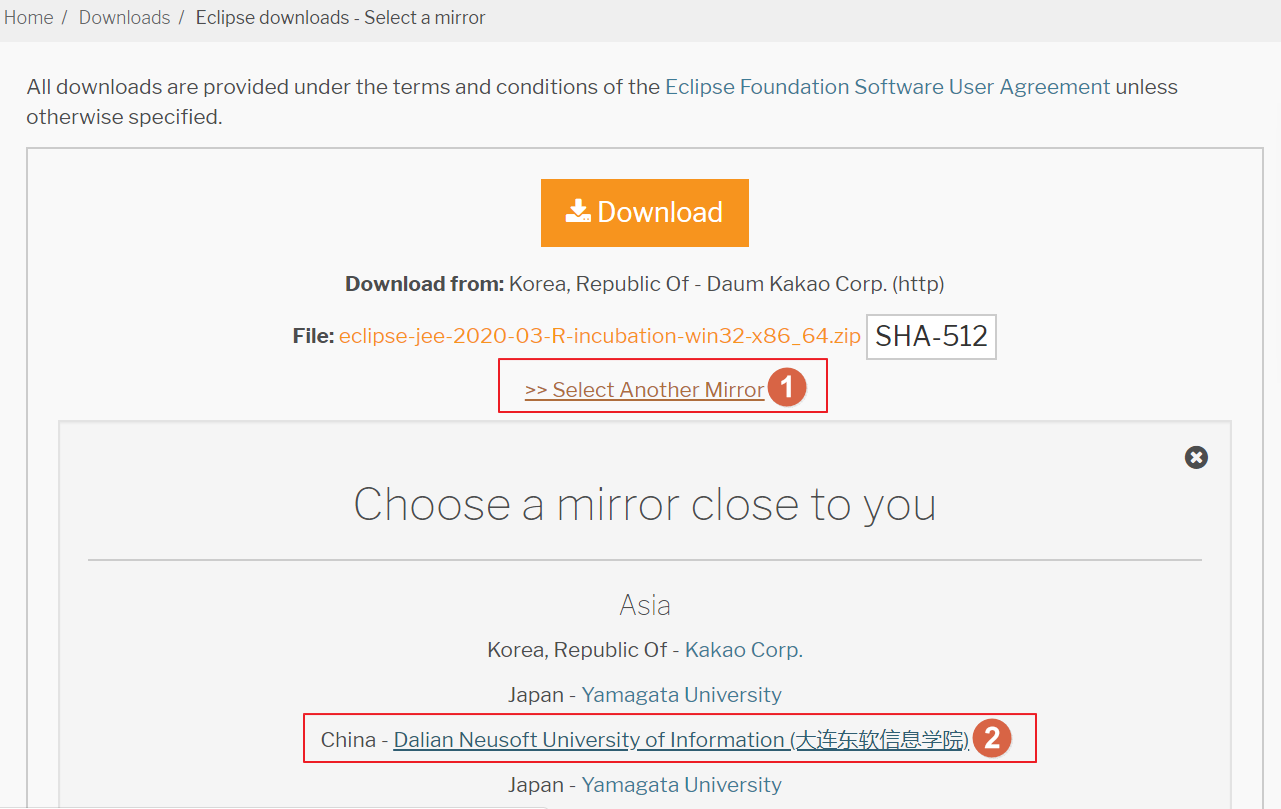 Home / Downloads / Eclipse downloads - Select a mirror
All downloads are provided under the terms and conditions of the Eclipse Foundation Software User Agreement unless
otherwise specified.
Download
Download from: Korea, Republic Of - Daum Kakao Corp. (http)
File: eclipse-jee-2020-03-R-incubation-win32-x86_64.zip SHA-512
>> Select Another Mirror 1
Choose a mirror close to you
Asia
Korea, Republic Of - Kakao Corp.
Japan - Yamagata University
China - Dalian Neusoft University of Information (大连东软信息学院) 2
Japan - Yamagata University